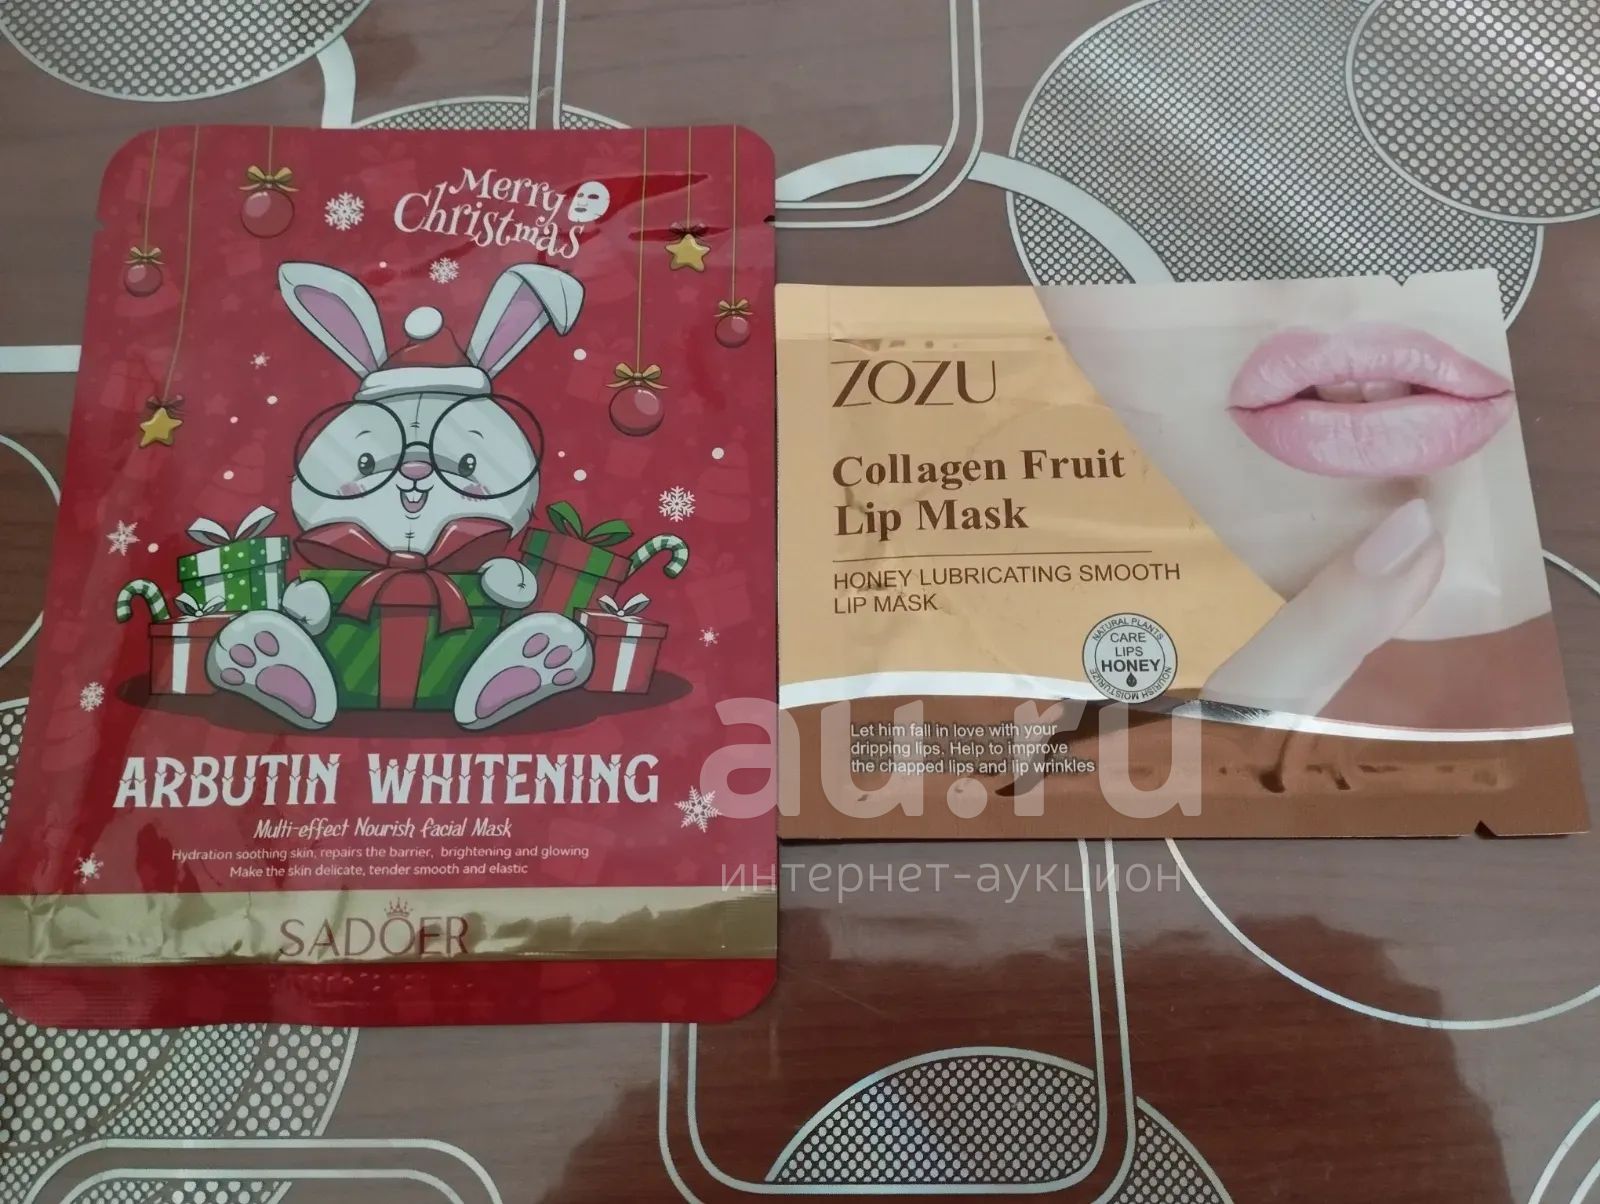 Merry
Christmas
ARBUTIN WHITENING
Multi-effect Nourish facial Mask
Hydration soothing skin, repairs the barrier, brightening and glowing
Make the skin delicate, tender smooth and elastic
SADOER
ZOZU
Collagen Fruit
Lip Mask
HONEY LUBRICATING SMOOTH
LIP MASK
NATURAL PLANTS
CARE
LIPS
HONEY
NOURISH MOISTURIZE
Let him fall in love with your
dripping lips. Help to improve
the chapped lips and lip wrinkles
au.ru
интернет-аукцион